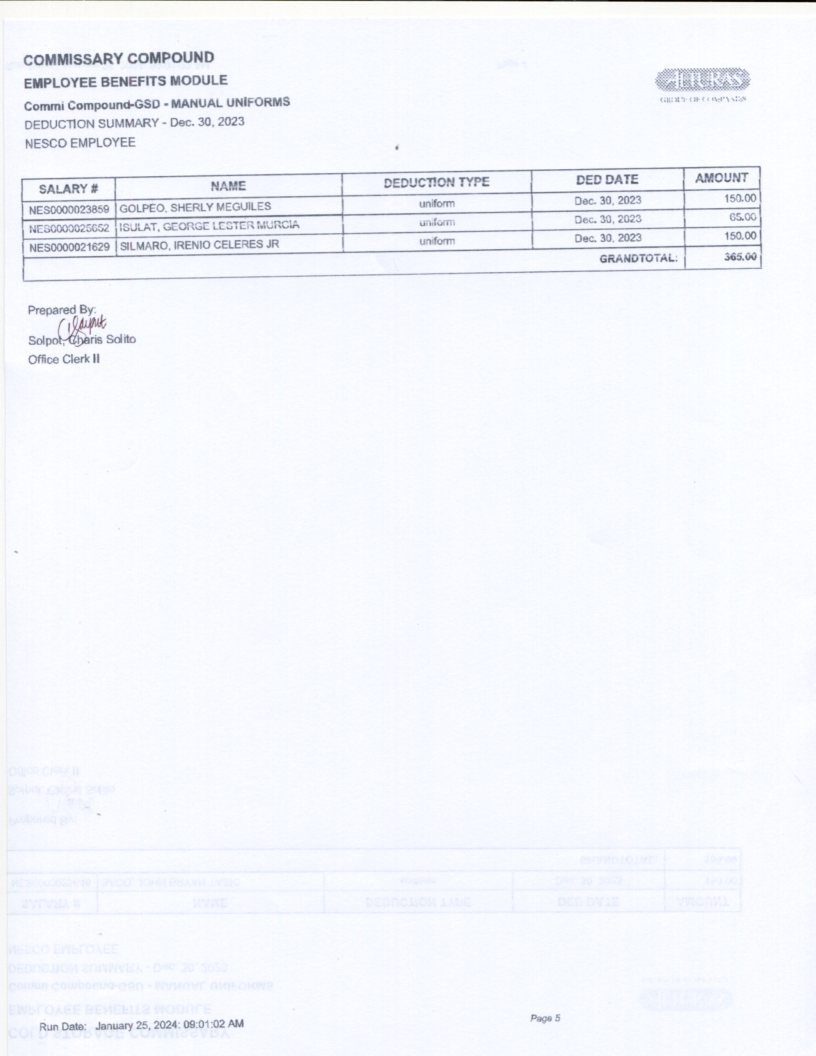 COMMISSARY COMPOUND
EMPLOYEE BENEFITS MODULE
Commi Compound-GSD - MANUAL UNIFORMS
DEDUCTION SUMMARY - Dec. 30, 2023
NESCO EMPLOYEE
ALTURAS
GROUP OF COMPANIES
SALARY # NAME DEDUCTION TYPE DED DATE AMOUNT
NES0000023859 GOLPEO, SHERLY MEGUILES uniform Dec. 30, 2023 150.00
NES0000025652 ISULAT, GEORGE LESTER MURCIA uniform Dec. 30, 2023 65.00
NES0000021629 SILMARO, IRENIO CELERES JR uniform Dec. 30, 2023 150.00
GRANDTOTAL: 365.00
Prepared By:
Solpot, Charis Solito
Office Clerk II
Run Date: January 25, 2024: 09:01:02 AM
Page 5